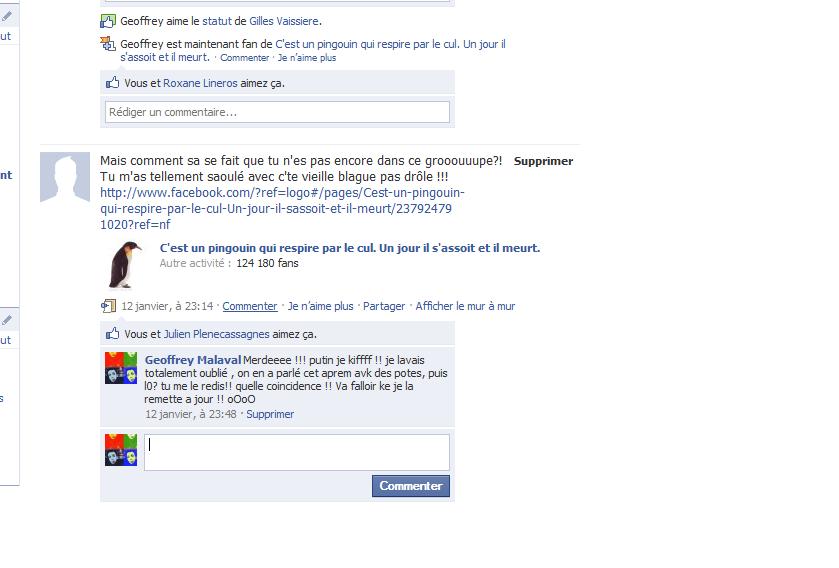 ut
nt
ut
s
Geoffrey aime le statut de Gilles Vaissiere.
Geoffrey est maintenant fan de C'est un pingouin qui respire par le cul. Un jour il
s'assoit et il meurt. · Commenter · Je n'aime plus
Vous et Roxane Lineros aimez ça.
Rédiger un commentaire...
Mais comment sa se fait que tu n'es pas encore dans ce groooouuupe?! Supprimer
Tu m'as tellement saoulé avec c'te vieille blague pas drôle !!!
http://www.facebook.com/?ref=logo#/pages/Cest-un-pingouin-
qui-respire-par-le-cul-Un-jour-il-sassoit-et-il-meurt/23792479
1020?ref=nf
C'est un pingouin qui respire par le cul. Un jour il s'assoit et il meurt.
Autre activité : 124 180 fans
12 janvier, à 23:14 · Commenter · Je n'aime plus · Partager · Afficher le mur à mur
Vous et Julien Plenecassagnes aimez ça.
Geoffrey Malaval Merdeeee !!! putin je kiffff !! je lavais
totalement oublié , on en a parlé cet aprem avk des potes, puis
l0? tu me le redis!! quelle coincidence !! Va falloir ke je la
remette a jour !! oOoO
12 janvier, à 23:48 · Supprimer
Commenter